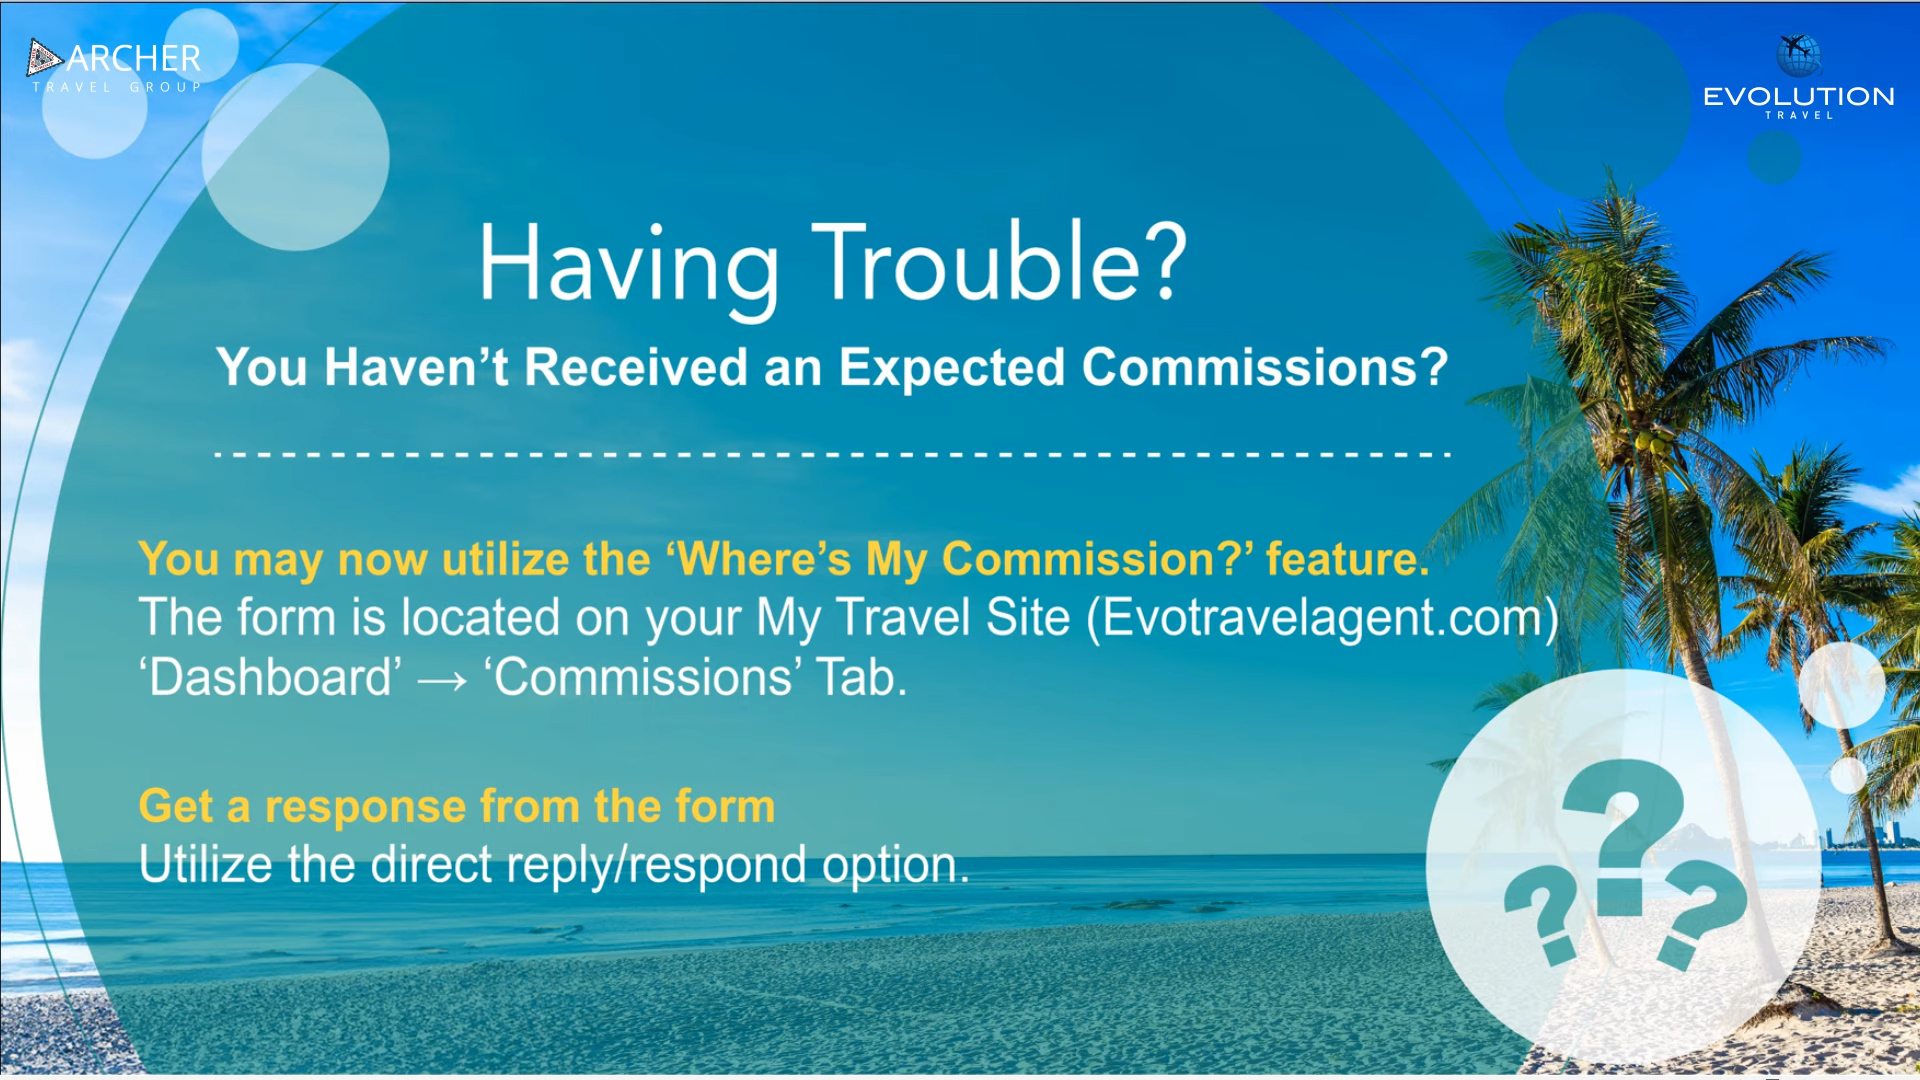 ARCHER
TRAVEL GROUP
EVOLUTION
TRAVEL
Having Trouble?
You Haven’t Received an Expected Commissions?
You may now utilize the ‘Where’s My Commission?’ feature.
The form is located on your My Travel Site (Evotravelagent.com)
‘Dashboard’ → ‘Commissions’ Tab.
Get a response from the form
Utilize the direct reply/respond option.
? ? ?